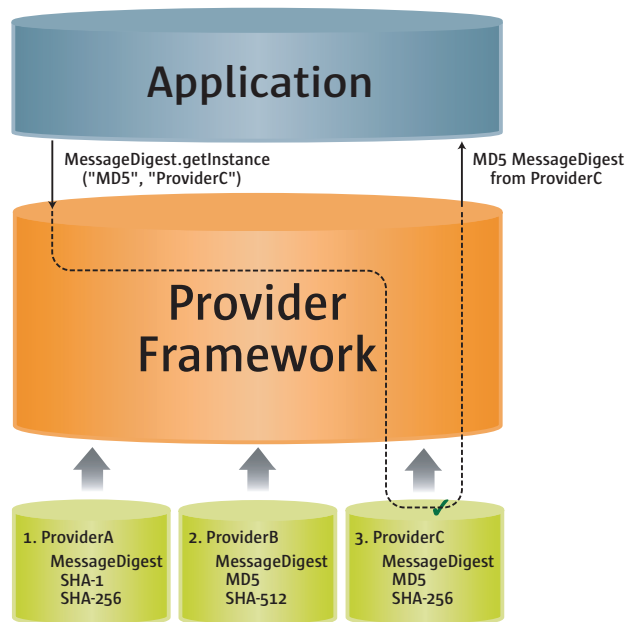 Application
MessageDigest.getInstance
("MD5", "ProviderC")
MD5 MessageDigest
from ProviderC
Provider
Framework
1. ProviderA
MessageDigest
SHA-1
SHA-256
2. ProviderB
MessageDigest
MD5
SHA-512
3. ProviderC
MessageDigest
MD5
SHA-256